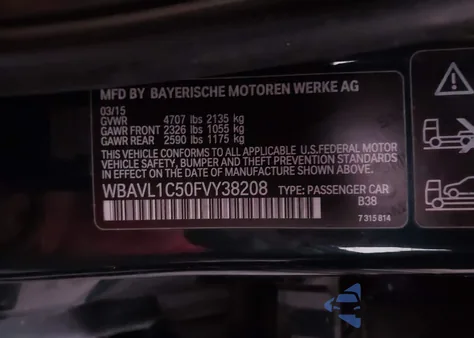 MFD BY BAYERISCHE MOTOREN WERKE AG
03/15
GVWR 4707 lbs 2135 kg
GAWR FRONT 2326 lbs 1055 kg
GAWR REAR 2590 lbs 1175 kg
THIS VEHICLE CONFORMS TO ALL APPLICABLE U.S.FEDERAL MOTOR
VEHICLE SAFETY, BUMPER AND THEFT PREVENTION STANDARDS
IN EFFECT ON THE DATE OF MANUFACTURE SHOWN ABOVE.
WBAVL1C50FVY38208 TYPE: PASSENGER CAR
B38
7 315 814